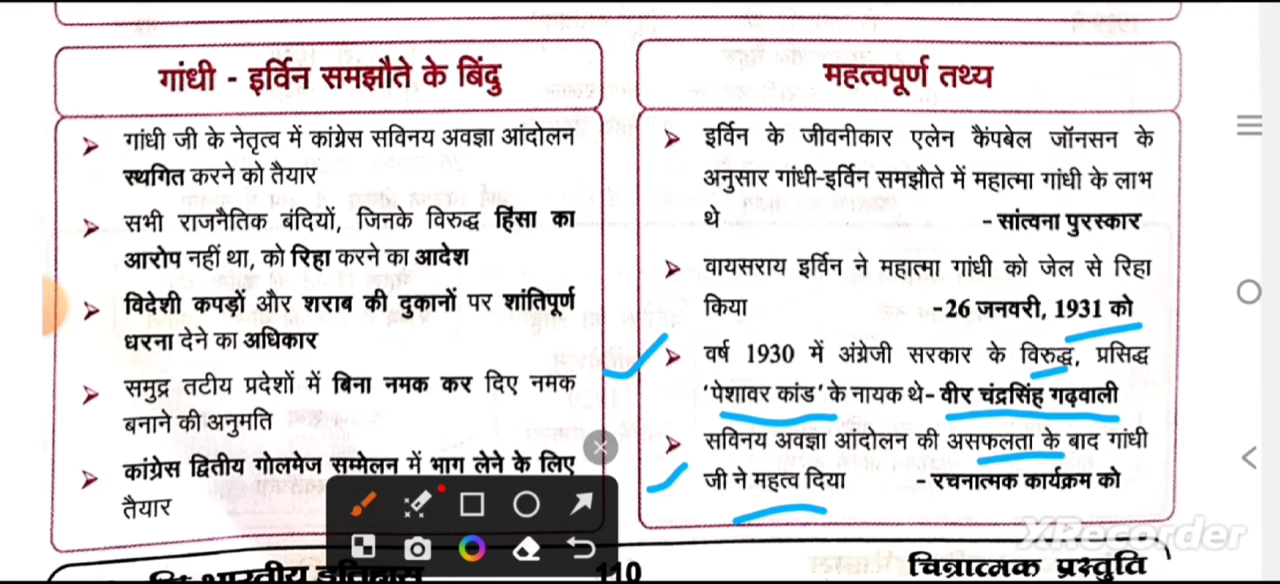 गांधी - इर्विन समझौते के बिंदु
➢ गांधी जी के नेतृत्व में कांग्रेस सविनय अवज्ञा आंदोलन
स्थगित करने को तैयार
➢ सभी राजनैतिक बंदियों, जिनके विरुद्ध हिंसा का
आरोप नहीं था, को रिहा करने का आदेश
➢ विदेशी कपड़ों और शराब की दुकानों पर शांतिपूर्ण
धरना देने का अधिकार
➢ समुद्र तटीय प्रदेशों में बिना नमक कर दिए नमक
बनाने की अनुमति
➢ कांग्रेस द्वितीय गोलमेज सम्मेलन में भाग लेने के लिए
तैयार
महत्वपूर्ण तथ्य
➢ इर्विन के जीवनीकार एलेन कैंपबेल जॉनसन के
अनुसार गांधी-इर्विन समझौते में महात्मा गांधी के लाभ
थे - सांत्वना पुरस्कार
➢ वायसराय इर्विन ने महात्मा गांधी को जेल से रिहा
किया -26 जनवरी, 1931 को
➢ वर्ष 1930 में अंग्रेजी सरकार के विरुद्ध, प्रसिद्ध
'पेशावर कांड' के नायक थे- वीर चंद्रसिंह गढ़वाली
➢ सविनय अवज्ञा आंदोलन की असफलता के बाद गांधी
जी ने महत्व दिया - रचनात्मक कार्यक्रम को
XRecorder
भारतीय इतिहास 110 चित्रात्मक प्रस्तुति